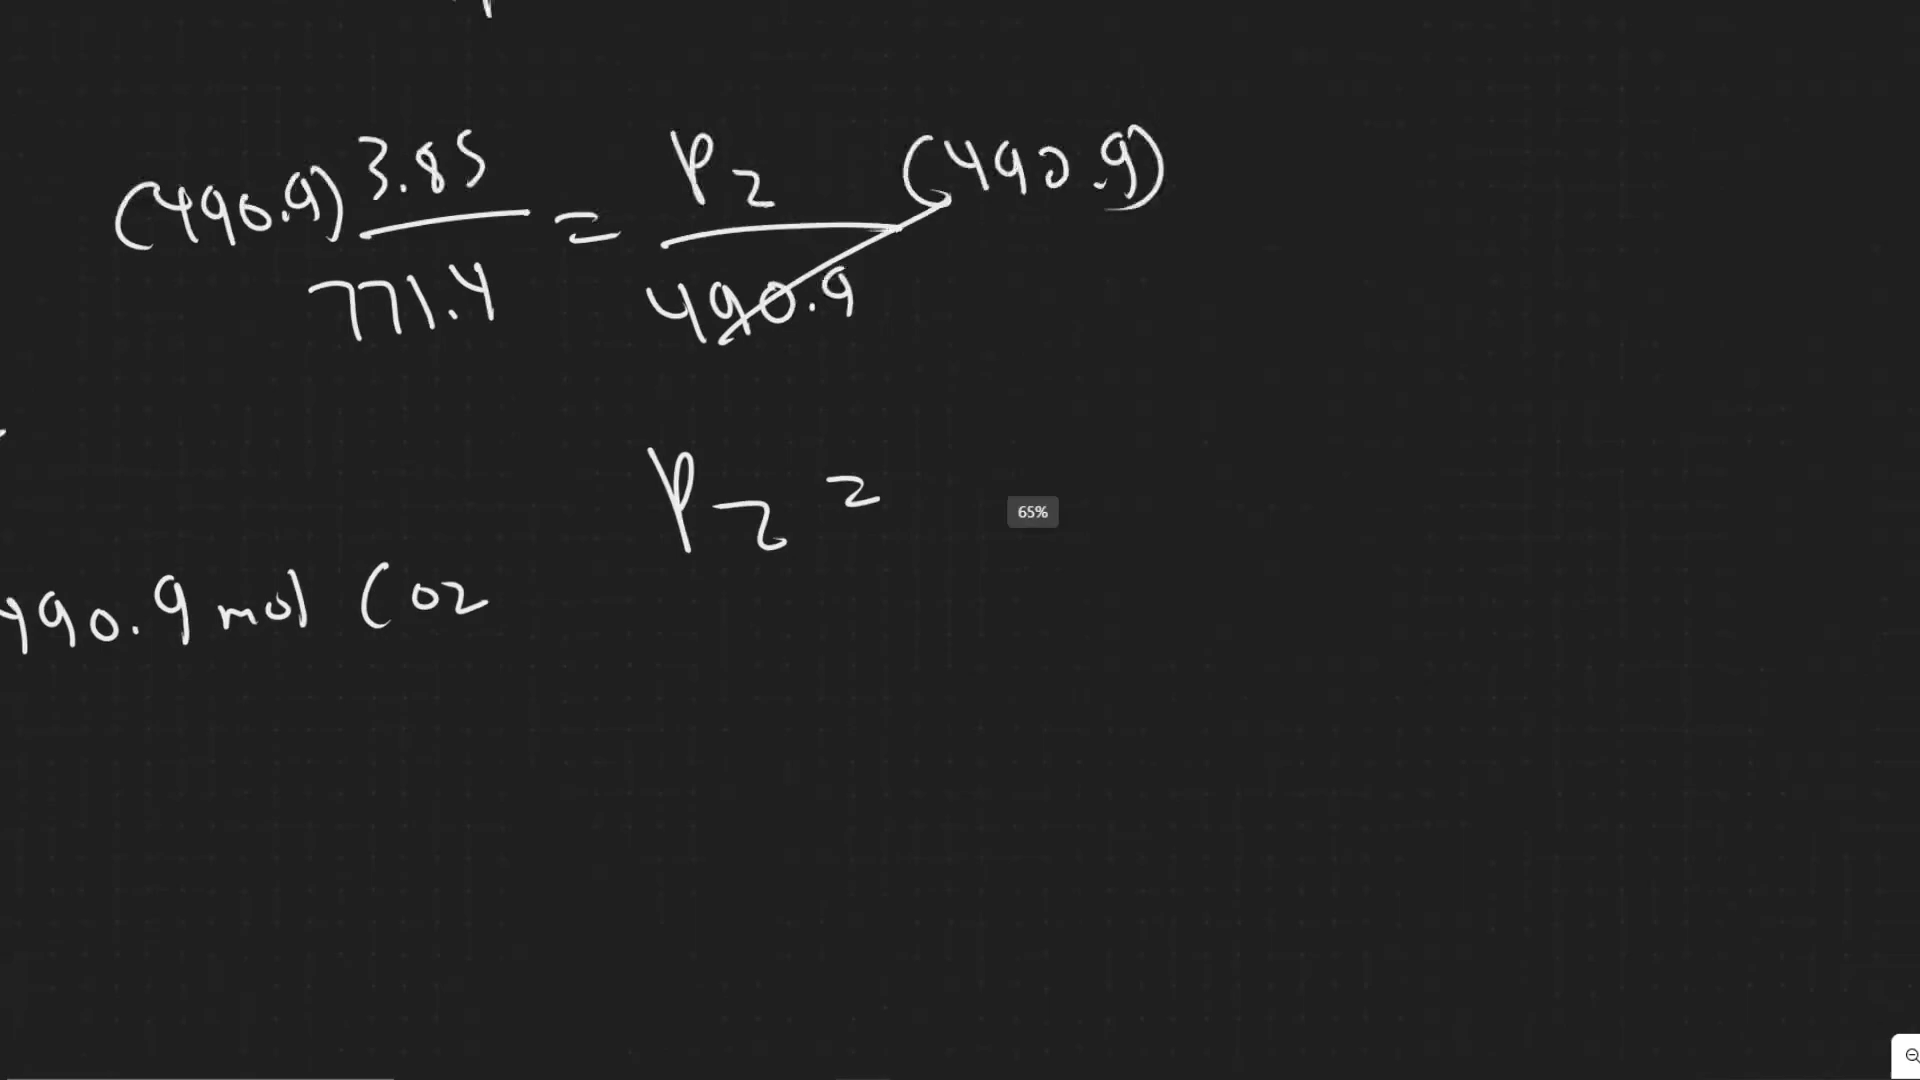 (490.9) 3.85 = P2 (490.9)
771.4 490.9
P2 =
65%
490.9 mol CO2